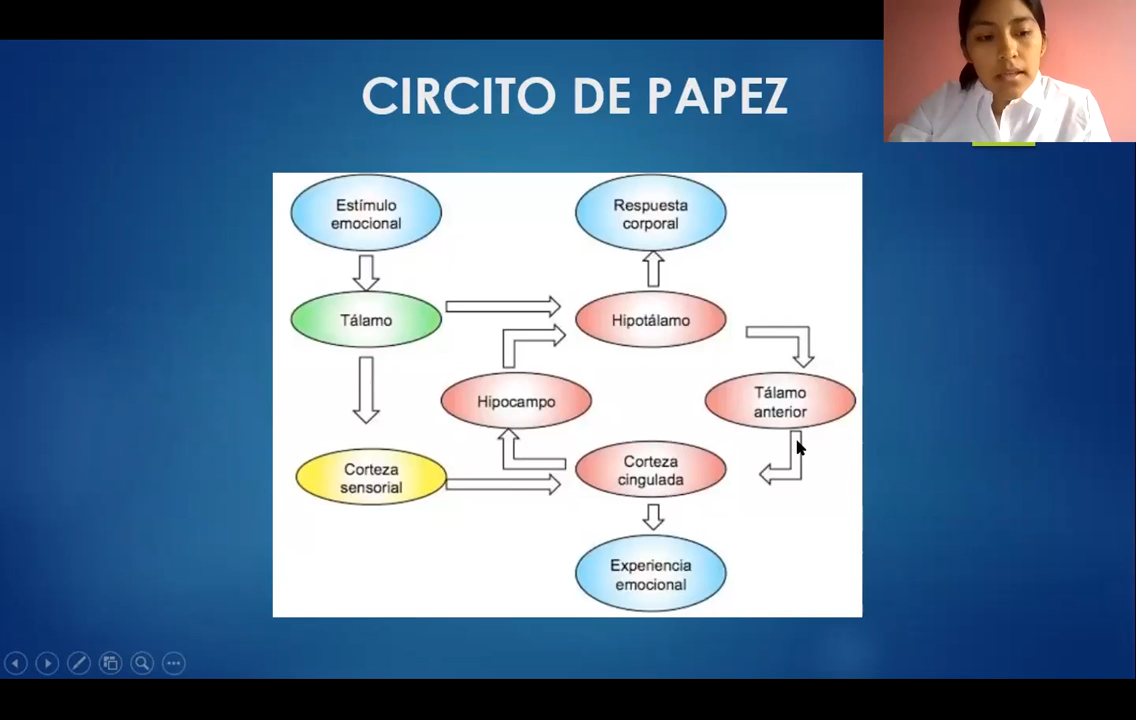 CIRCITO DE PAPEZ
Estímulo
emocional
Respuesta
corporal
Tálamo
Hipotálamo
Hipocampo
Tálamo
anterior
Corteza
sensorial
Corteza
cingulada
Experiencia
emocional